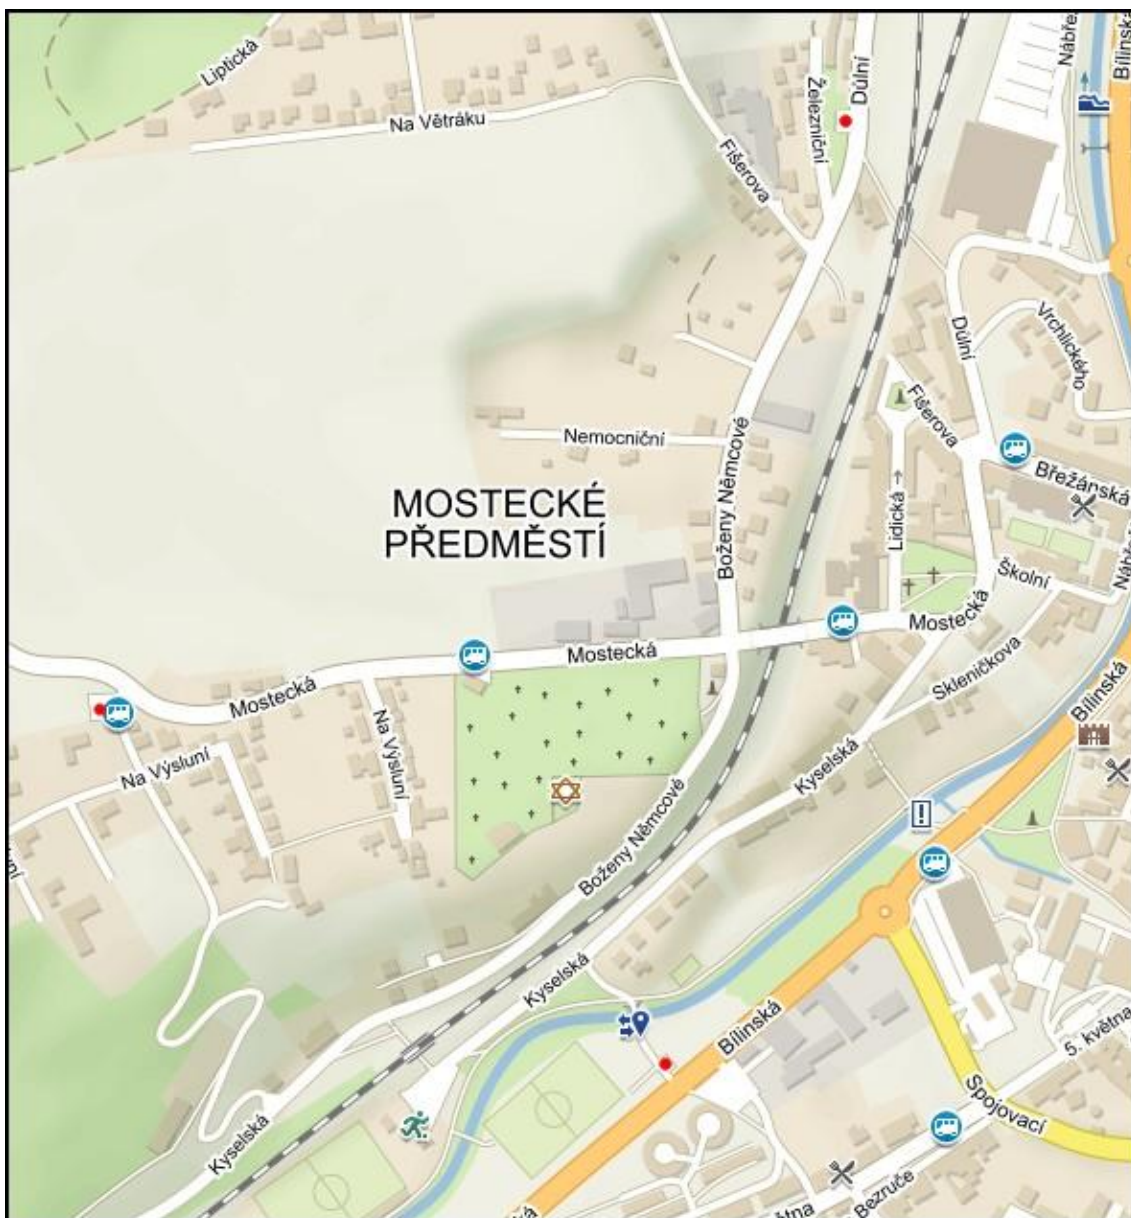 Liptická
Na Větráku
Fišerova
Železniční
Důlní
Bílinská
Důlní
Vrchlického
Fišerova
Břežánská
Nemocniční
Boženy Němcové
MOSTECKÉ
PŘEDMĚSTÍ
Lidická →
Školní
Mostecká
Mostecká
Skleničkova
Bílinská
Mostecká
Na Výsluní
Na Výsluní
Kyselská
Boženy Němcové
Kyselská
Bílinská
5. května
Spojovací
Kyselská
Bezruče